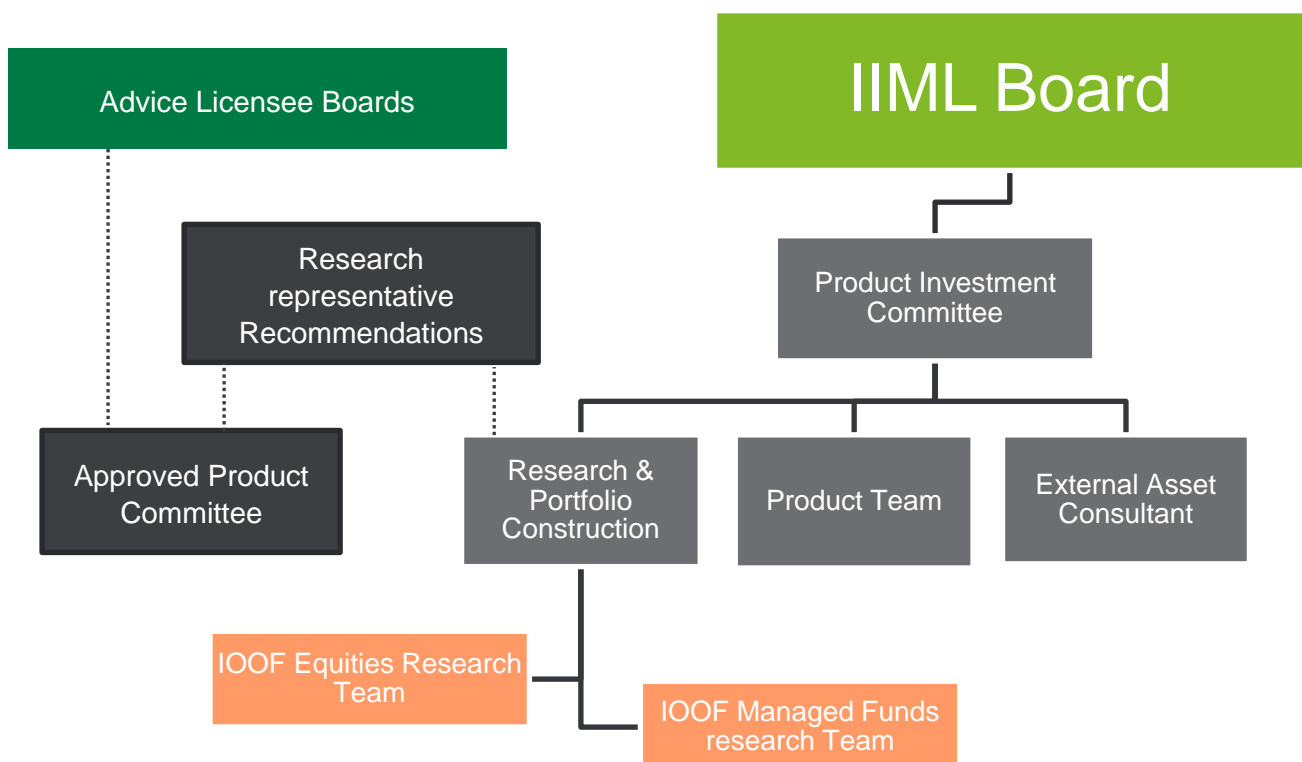 Advice Licensee Boards
IIML Board
Research
representative
Recommendations
Product Investment
Committee
Approved Product
Committee
Research &
Portfolio
Construction
Product Team
External Asset
Consultant
IOOF Equities Research
Team
IOOF Managed Funds
research Team